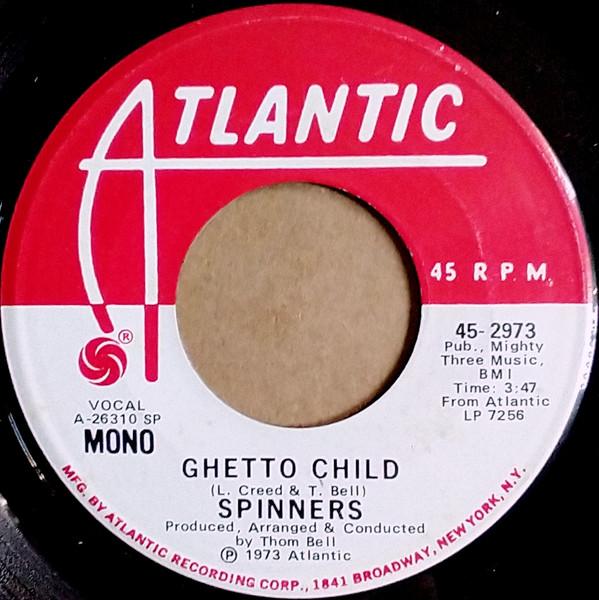 ATLANTIC
45 R P M
®
45-2973
Pub., Mighty
Three Music,
BMI
Time: 3:47
From Atlantic
LP 7256
VOCAL
A-26310 SP
MONO
GHETTO CHILD
(L. Creed & T. Bell)
SPINNERS
Produced, Arranged & Conducted
by Thom Bell
Ⓟ 1973 Atlantic
MFG. BY ATLANTIC RECORDING CORP., 1841 BROADWAY, NEW YORK, N.Y.